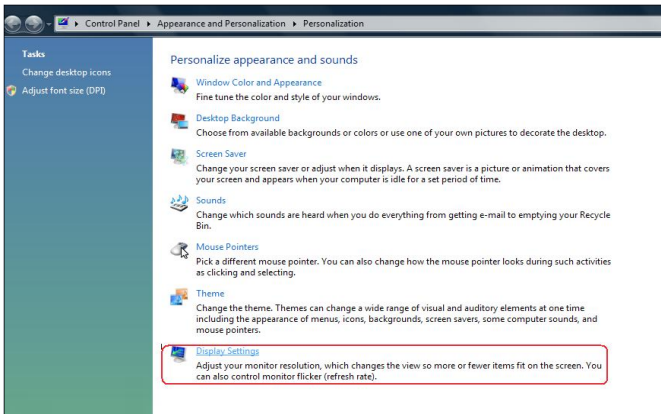 Control Panel ▸ Appearance and Personalization ▸ Personalization
Tasks
Change desktop icons
Adjust font size (DPI)
Personalize appearance and sounds
Window Color and Appearance
Fine tune the color and style of your windows.
Desktop Background
Choose from available backgrounds or colors or use one of your own pictures to decorate the desktop.
Screen Saver
Change your screen saver or adjust when it displays. A screen saver is a picture or animation that covers
your screen and appears when your computer is idle for a set period of time.
Sounds
Change which sounds are heard when you do everything from getting e-mail to emptying your Recycle
Bin.
Mouse Pointers
Pick a different mouse pointer. You can also change how the mouse pointer looks during such activities
as clicking and selecting.
Theme
Change the theme. Themes can change a wide range of visual and auditory elements at one time
including the appearance of menus, icons, backgrounds, screen savers, some computer sounds, and
mouse pointers.
Display Settings
Adjust your monitor resolution, which changes the view so more or fewer items fit on the screen. You
can also control monitor flicker (refresh rate).